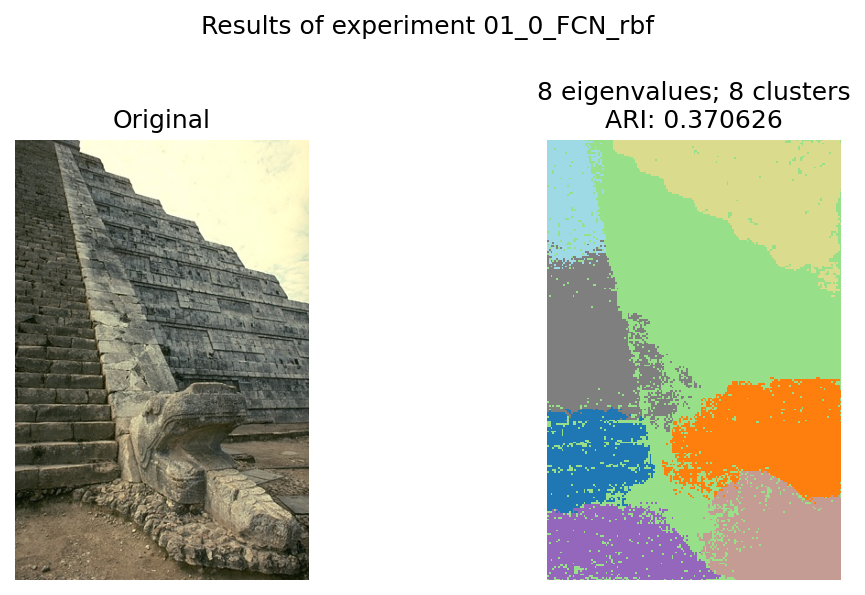 Results of experiment 01_0_FCN_rbf
Original
8 eigenvalues; 8 clusters
ARI: 0.370626